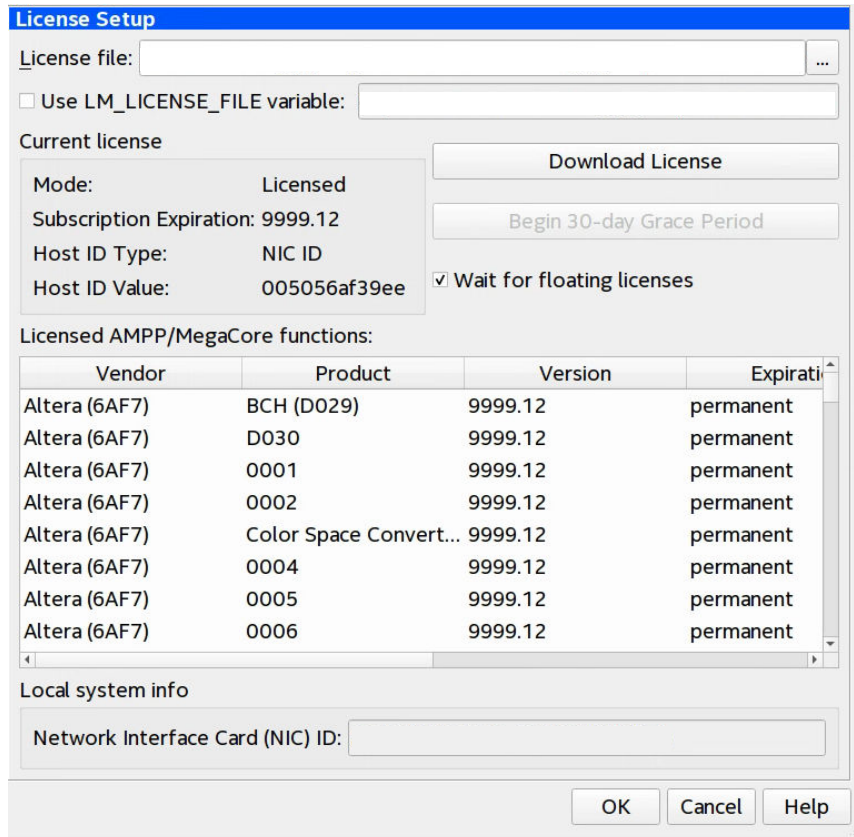 License Setup
License file: ...
Use LM_LICENSE_FILE variable:
Current license
Mode: Licensed
Subscription Expiration: 9999.12
Host ID Type: NIC ID
Host ID Value: 005056af39ee
Download License
Begin 30-day Grace Period
Wait for floating licenses
Licensed AMPP/MegaCore functions:
Vendor Product Version Expirati
Altera (6AF7) BCH (D029) 9999.12 permanent
Altera (6AF7) D030 9999.12 permanent
Altera (6AF7) 0001 9999.12 permanent
Altera (6AF7) 0002 9999.12 permanent
Altera (6AF7) Color Space Convert... 9999.12 permanent
Altera (6AF7) 0004 9999.12 permanent
Altera (6AF7) 0005 9999.12 permanent
Altera (6AF7) 0006 9999.12 permanent
Local system info
Network Interface Card (NIC) ID:
OK Cancel Help